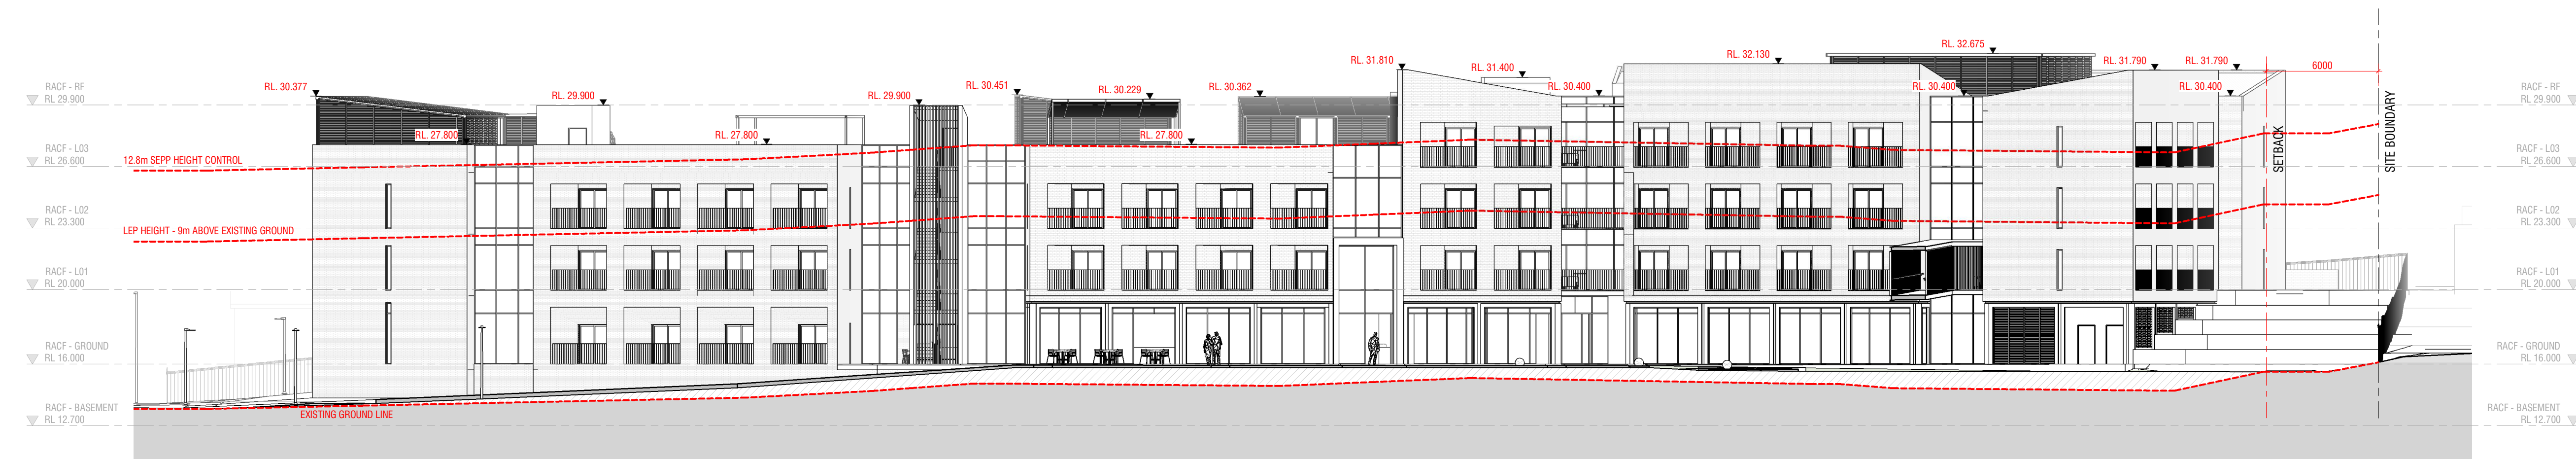 RL. 32.675
RL. 32.130
RL. 31.810
RL. 31.790
RL. 31.790
RL. 31.400
6000
RL. 30.377
RL. 30.451
RL. 30.229
RL. 30.362
RL. 30.400
RL. 30.400
RL. 30.400
RACF - RF
RL 29.900
RL. 29.900
RL. 29.900
RACF - RF
RL 29.900
SITE BOUNDARY
SETBACK
RL. 27.800
RL. 27.800
RL. 27.800
RACF - L03
RL 26.600
12.8m SEPP HEIGHT CONTROL
RACF - L03
RL 26.600
RACF - L02
RL 23.300
LEP HEIGHT - 9m ABOVE EXISTING GROUND
RACF - L02
RL 23.300
RACF - L01
RL 20.000
RACF - L01
RL 20.000
RACF - GROUND
RL 16.000
RACF - GROUND
RL 16.000
RACF - BASEMENT
RL 12.700
EXISTING GROUND LINE
RACF - BASEMENT
RL 12.700